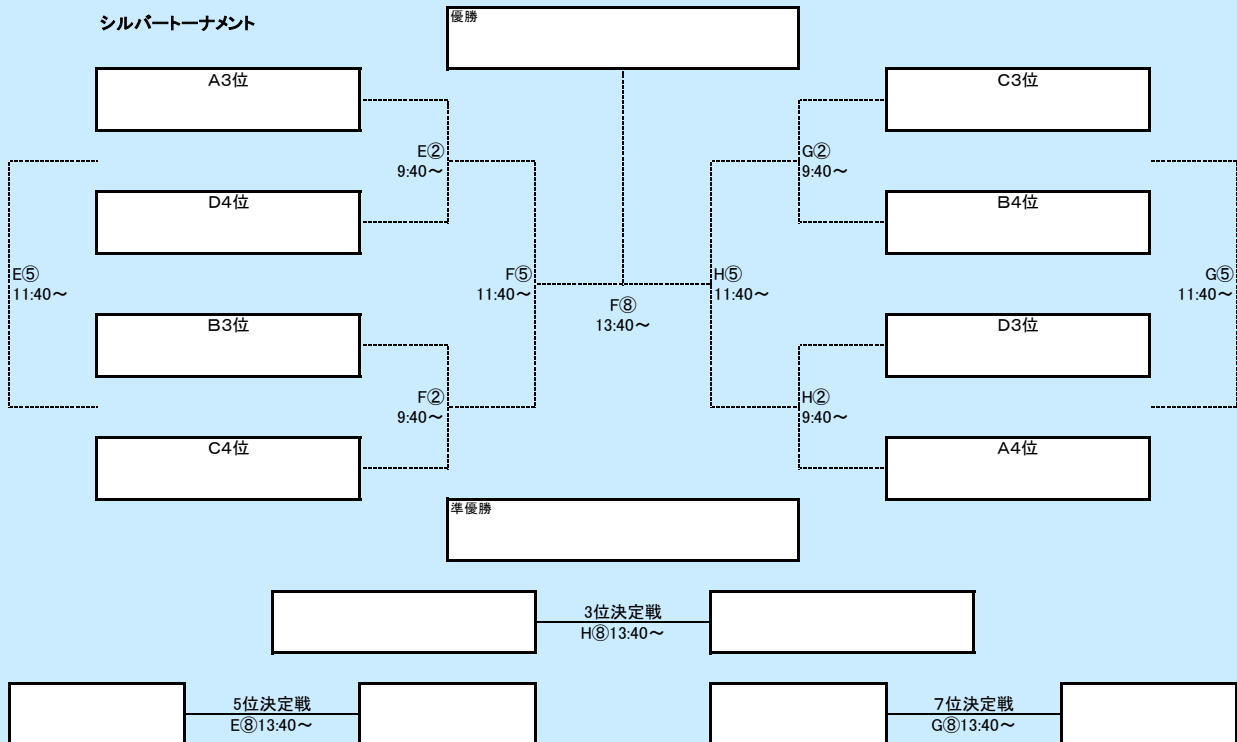 シルバートーナメント
優勝
A3位
C3位
E②
9:40～
G②
9:40～
D4位
B4位
E⑤
11:40～
F⑤
11:40～
H⑤
11:40～
G⑤
11:40～
F⑧
13:40～
B3位
D3位
F②
9:40～
H②
9:40～
C4位
A4位
準優勝
3位決定戦
H⑧13:40～
5位決定戦
E⑧13:40～
7位決定戦
G⑧13:40～